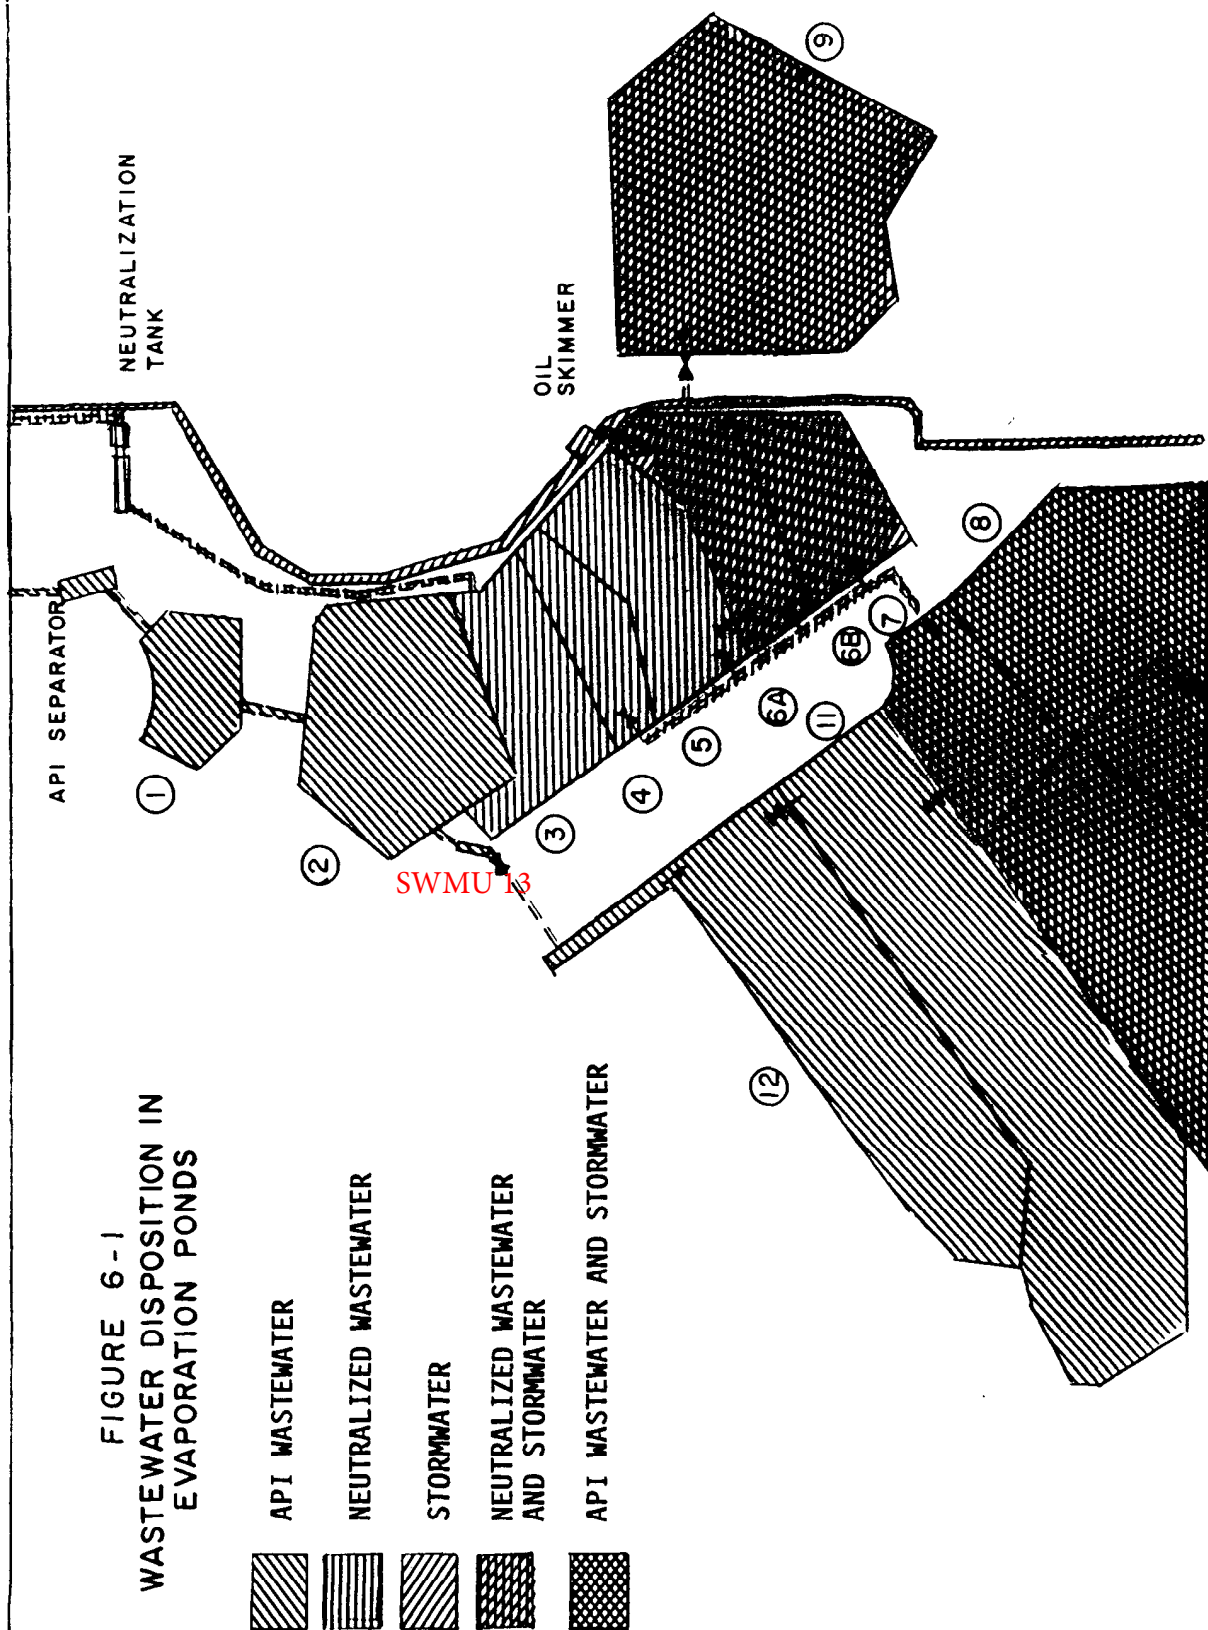 FIGURE 6-1
WASTEWATER DISPOSITION IN
EVAPORATION PONDS
API WASTEWATER
NEUTRALIZED WASTEWATER
STORMWATER
NEUTRALIZED WASTEWATER
AND STORMWATER
API WASTEWATER AND STORMWATER
API SEPARATOR
NEUTRALIZATION
TANK
OIL
SKIMMER
SWMU 13
1
2
3
4
5
6A
6B
7
8
9
11
12